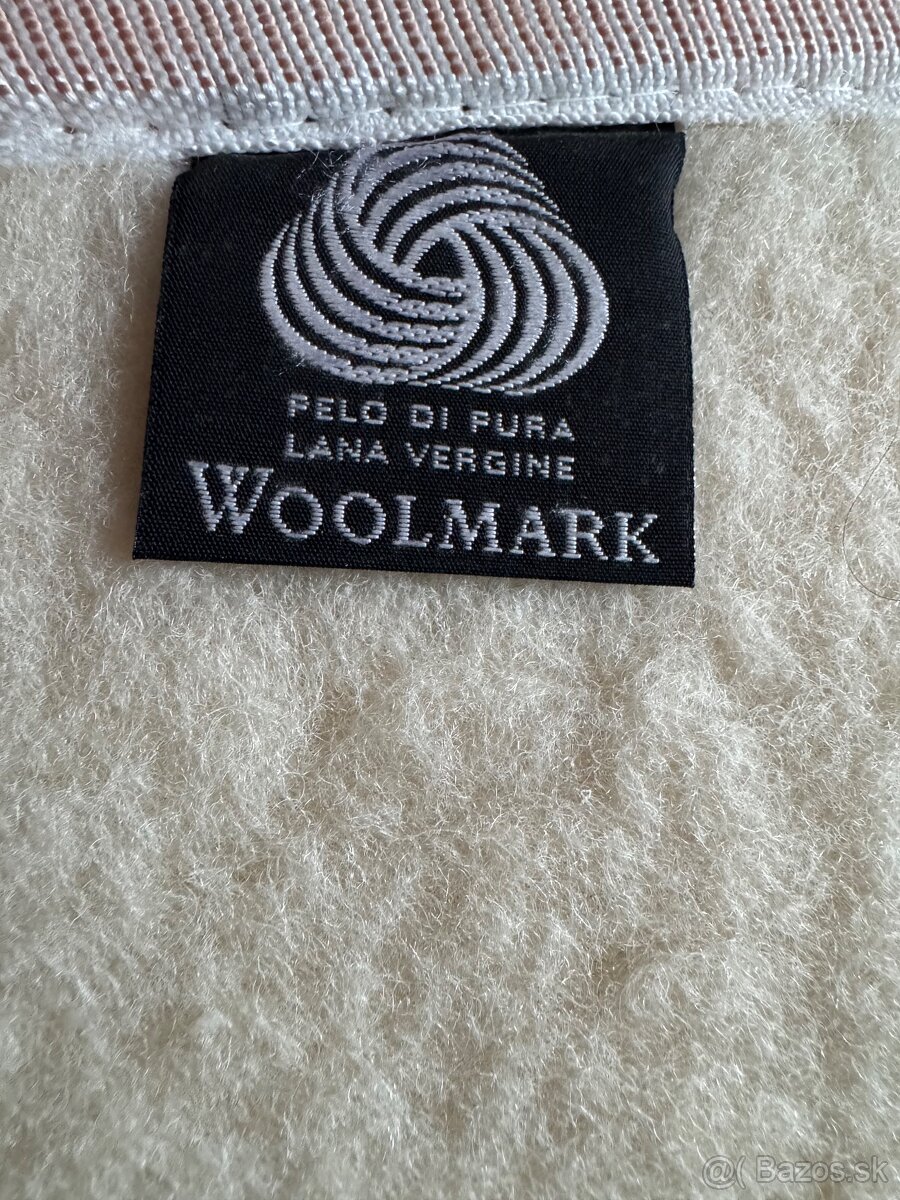 PELO DI PURA
LANA VERGINE
WOOLMARK
@( Bazos.sk